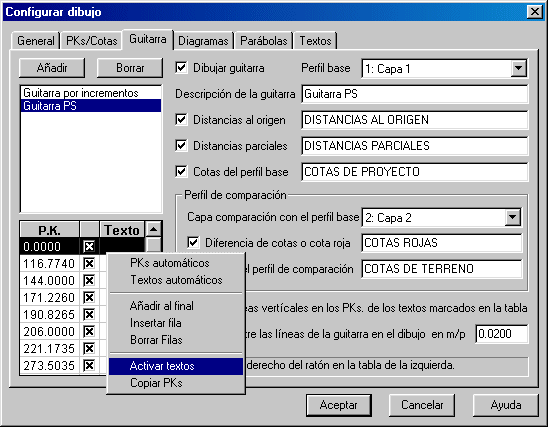 Configurar dibujo
General PKs/Cotas Guitarra Diagramas Parábolas Textos
Añadir Borrar
Guitarra por incrementos
Guitarra PS
Dibujar guitarra Perfil base 1: Capa 1
Descripción de la guitarra Guitarra PS
Distancias al origen DISTANCIAS AL ORIGEN
Distancias parciales DISTANCIAS PARCIALES
Cotas del perfil base COTAS DE PROYECTO
Perfil de comparación
Capa comparación con el perfil base 2: Capa 2
Diferencia de cotas o cota roja COTAS ROJAS
el perfil de comparación COTAS DE TERRENO
eas vertícales en los PKs. de los textos marcados en la tabla
tre las líneas de la guitarra en el dibujo en m/p 0.0200
derecho del ratón en la tabla de la izquierda.
P.K. Texto
0.0000
116.7740
144.0000
171.2260
190.8265
206.0000
221.1735
273.5035
PKs automáticos
Textos automáticos
Añadir al final
Insertar fila
Borrar Filas
Activar textos
Copiar PKs
Aceptar Cancelar Ayuda